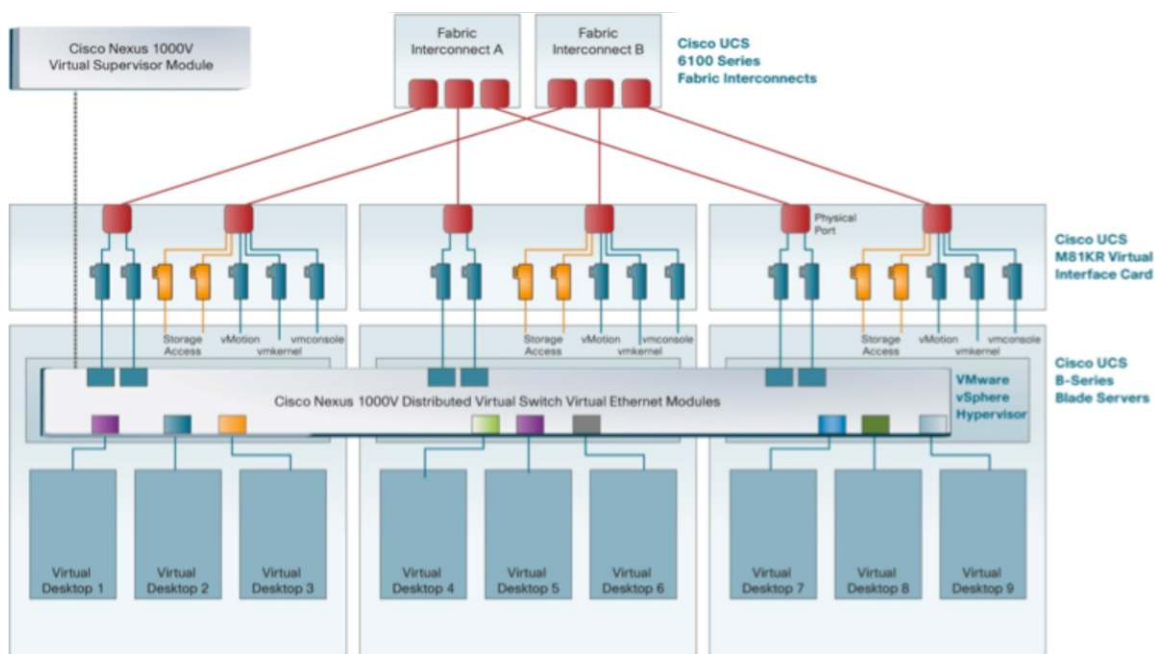 Cisco Nexus 1000V
Virtual Supervisor Module
Fabric
Interconnect A
Fabric
Interconnect B
Cisco UCS
6100 Series
Fabric Interconnects
Physical
Port
Cisco UCS
M81KR Virtual
Interface Card
Storage
Access
vMotion
vmkernel
vmconsole
Storage
Access
vMotion
vmkernel
vmconsole
Storage
Access
vMotion
vmkernel
vmconsole
Cisco UCS
B-Series
Blade Servers
Cisco Nexus 1000V Distributed Virtual Switch Virtual Ethernet Modules
VMware
vSphere
Hypervisor
Virtual
Desktop 1
Virtual
Desktop 2
Virtual
Desktop 3
Virtual
Desktop 4
Virtual
Desktop 5
Virtual
Desktop 6
Virtual
Desktop 7
Virtual
Desktop 8
Virtual
Desktop 9